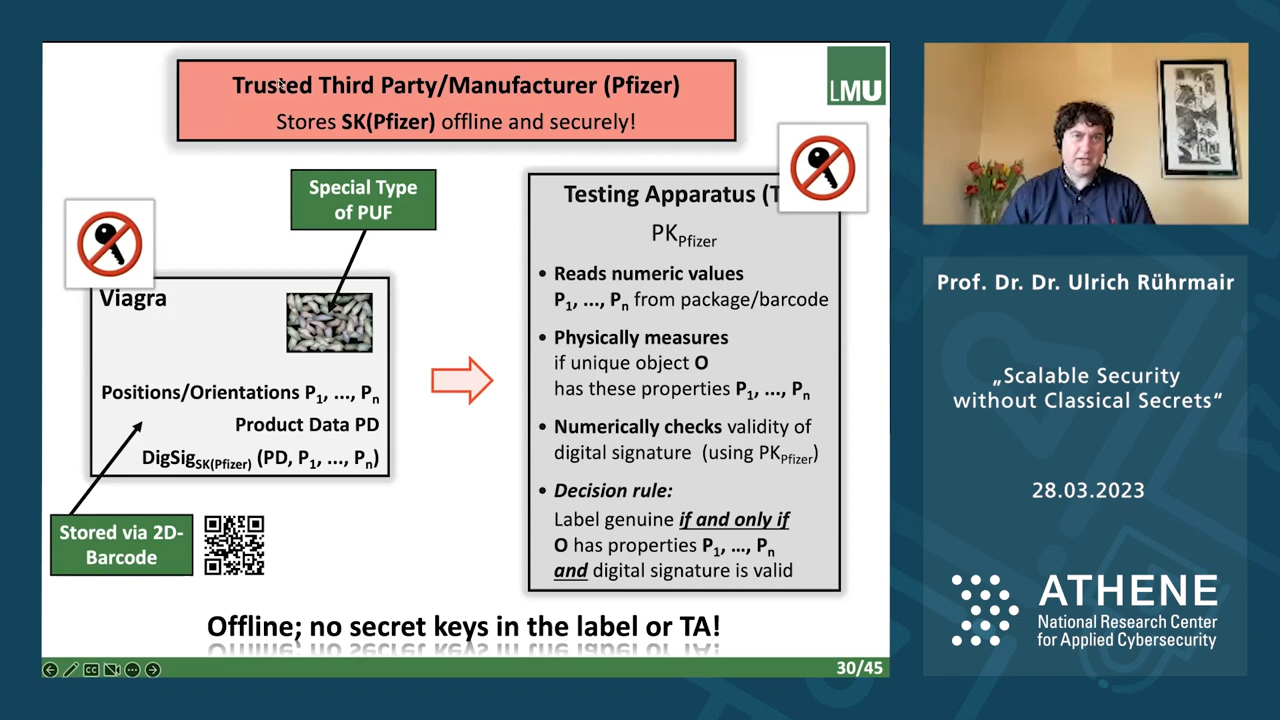 Trusted Third Party/Manufacturer (Pfizer)
Stores SK(Pfizer) offline and securely!
LMU
Special Type
of PUF
Viagra
Positions/Orientations P1, ..., Pn
Product Data PD
DigSigSK(Pfizer) (PD, P1, ..., Pn)
Stored via 2D-
Barcode
Testing Apparatus (T
PKPfizer
• Reads numeric values
P1, ..., Pn from package/barcode
• Physically measures
if unique object O
has these properties P1, ..., Pn
• Numerically checks validity of
digital signature (using PKPfizer)
• Decision rule:
Label genuine if and only if
O has properties P1, ..., Pn
and digital signature is valid
Offline; no secret keys in the label or TA!
CC
30/45
Prof. Dr. Dr. Ulrich Rührmair
„Scalable Security
without Classical Secrets“
28.03.2023
ATHENE
National Research Center
for Applied Cybersecurity